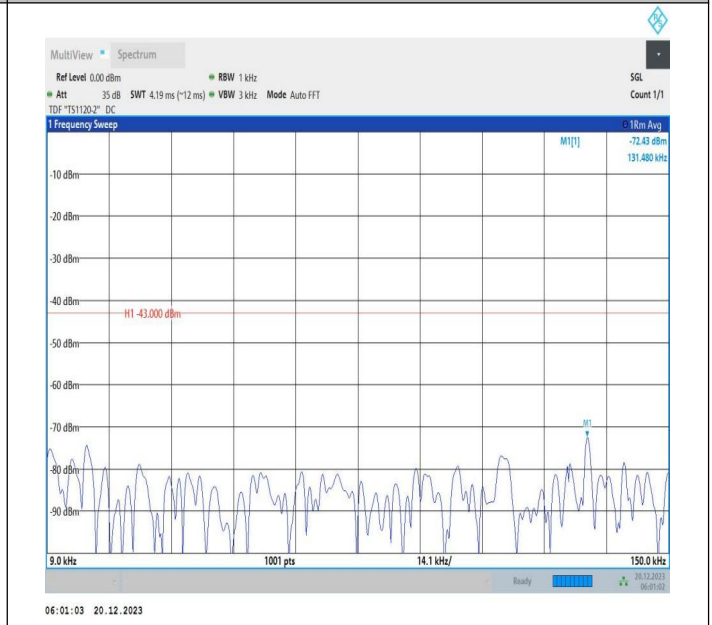 R S
MultiView Spectrum
Ref Level 0.00 dBm RBW 1 kHz SGL
Att 35 dB SWT 4.19 ms (~12 ms) VBW 3 kHz Mode Auto FFT Count 1/1
TDF "TS1120-2" DC
1 Frequency Sweep 1Rm Avg
M1[1] -72.43 dBm
131.480 kHz
-10 dBm
-20 dBm
-30 dBm
-40 dBm
H1 -43.000 dBm
-50 dBm
-60 dBm
-70 dBm
M1
-80 dBm
-90 dBm
9.0 kHz 1001 pts 14.1 kHz/ 150.0 kHz
Ready 20.12.2023
06:01:02
06:01:03 20.12.2023